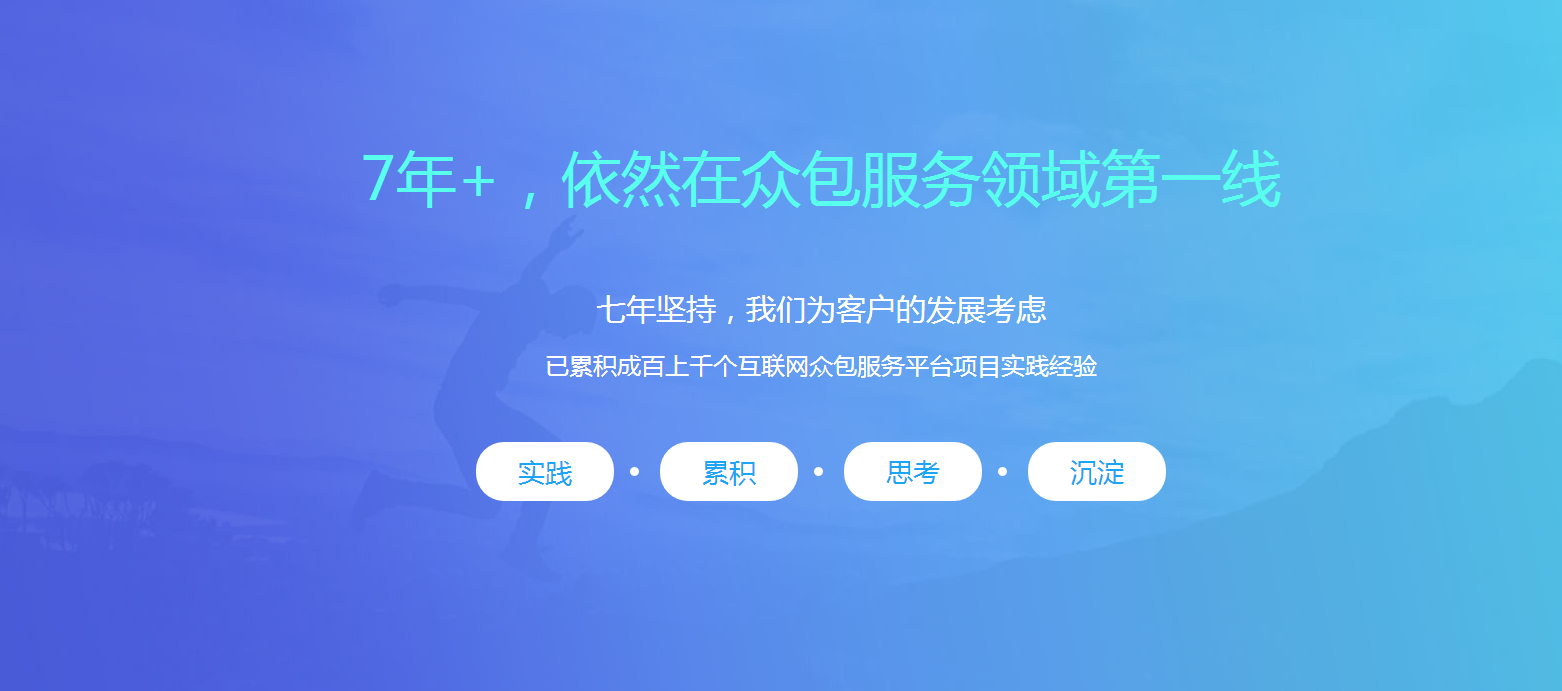 7年+，依然在众包服务领域第一线
七年坚持，我们为客户的发展考虑
已累积成百上千个互联网众包服务平台项目实践经验
实践 • 累积 • 思考 • 沉淀